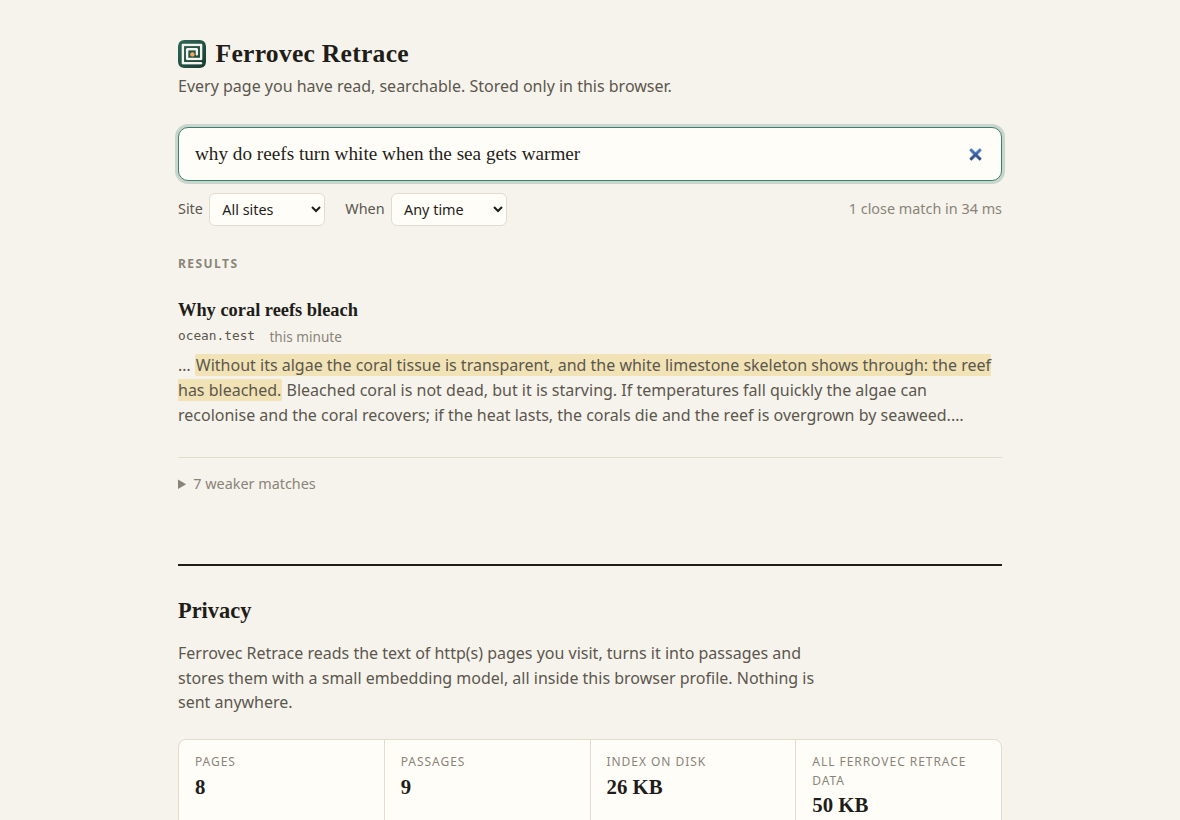 Ferrovec Retrace
Every page you have read, searchable. Stored only in this browser.
why do reefs turn white when the sea gets warmer
Site All sites When Any time 1 close match in 34 ms
RESULTS
Why coral reefs bleach
ocean.test this minute
... Without its algae the coral tissue is transparent, and the white limestone skeleton shows through: the reef
has bleached. Bleached coral is not dead, but it is starving. If temperatures fall quickly the algae can
recolonise and the coral recovers; if the heat lasts, the corals die and the reef is overgrown by seaweed....
7 weaker matches
Privacy
Ferrovec Retrace reads the text of http(s) pages you visit, turns it into passages and
stores them with a small embedding model, all inside this browser profile. Nothing is
sent anywhere.
PAGES
8
PASSAGES
9
INDEX ON DISK
26 KB
ALL FERROVEC RETRACE
DATA
50 KB